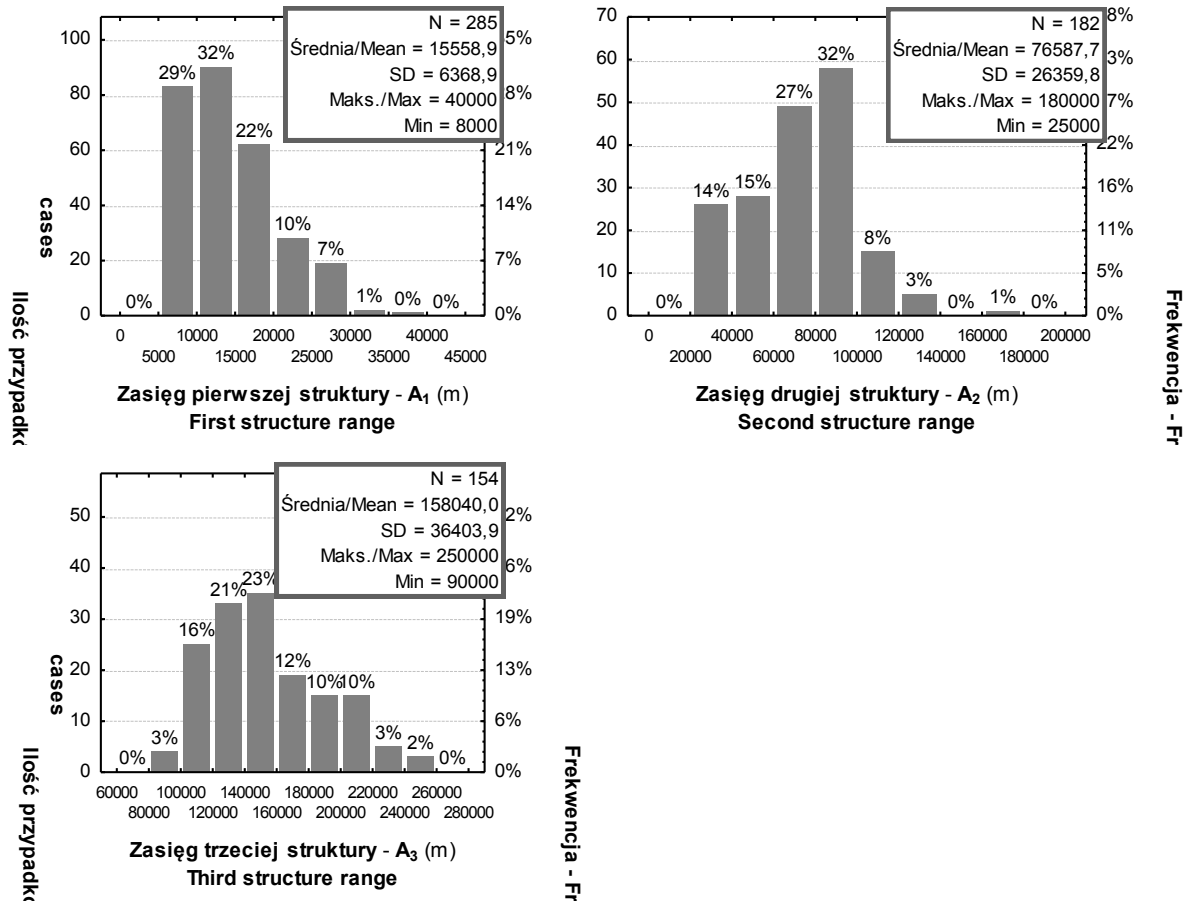 N = 285
Średnia/Mean = 15558,9
SD = 6368,9
Maks./Max = 40000
Min = 8000
100
80
60
40
20
0
cases
Ilość przypadkó
0% 29% 32% 22% 10% 7% 1% 0% 0%
5%
8%
21%
14%
7%
0%
0 10000 20000 30000 40000
5000 15000 25000 35000 45000
Zasięg pierwszej struktury - A₁ (m)
First structure range
N = 182
Średnia/Mean = 76587,7
SD = 26359,8
Maks./Max = 180000
Min = 25000
70
60
50
40
30
20
10
0
0% 14% 15% 27% 32% 8% 3% 0% 1% 0%
8%
3%
7%
22%
16%
11%
5%
0%
Frekwencja - Fr
0 40000 80000 120000 160000 200000
20000 60000 100000 140000 180000
Zasięg drugiej struktury - A₂ (m)
Second structure range
N = 154
Średnia/Mean = 158040,0
SD = 36403,9
Maks./Max = 250000
Min = 90000
50
40
30
20
10
0
cases
Ilość przypadkó
0% 3% 16% 21% 23% 12% 10% 10% 3% 2% 0%
2%
6%
19%
13%
6%
0%
Frekwencja - Fr
60000 100000 140000 180000 220000 260000
80000 120000 160000 200000 240000 280000
Zasięg trzeciej struktury - A₃ (m)
Third structure range